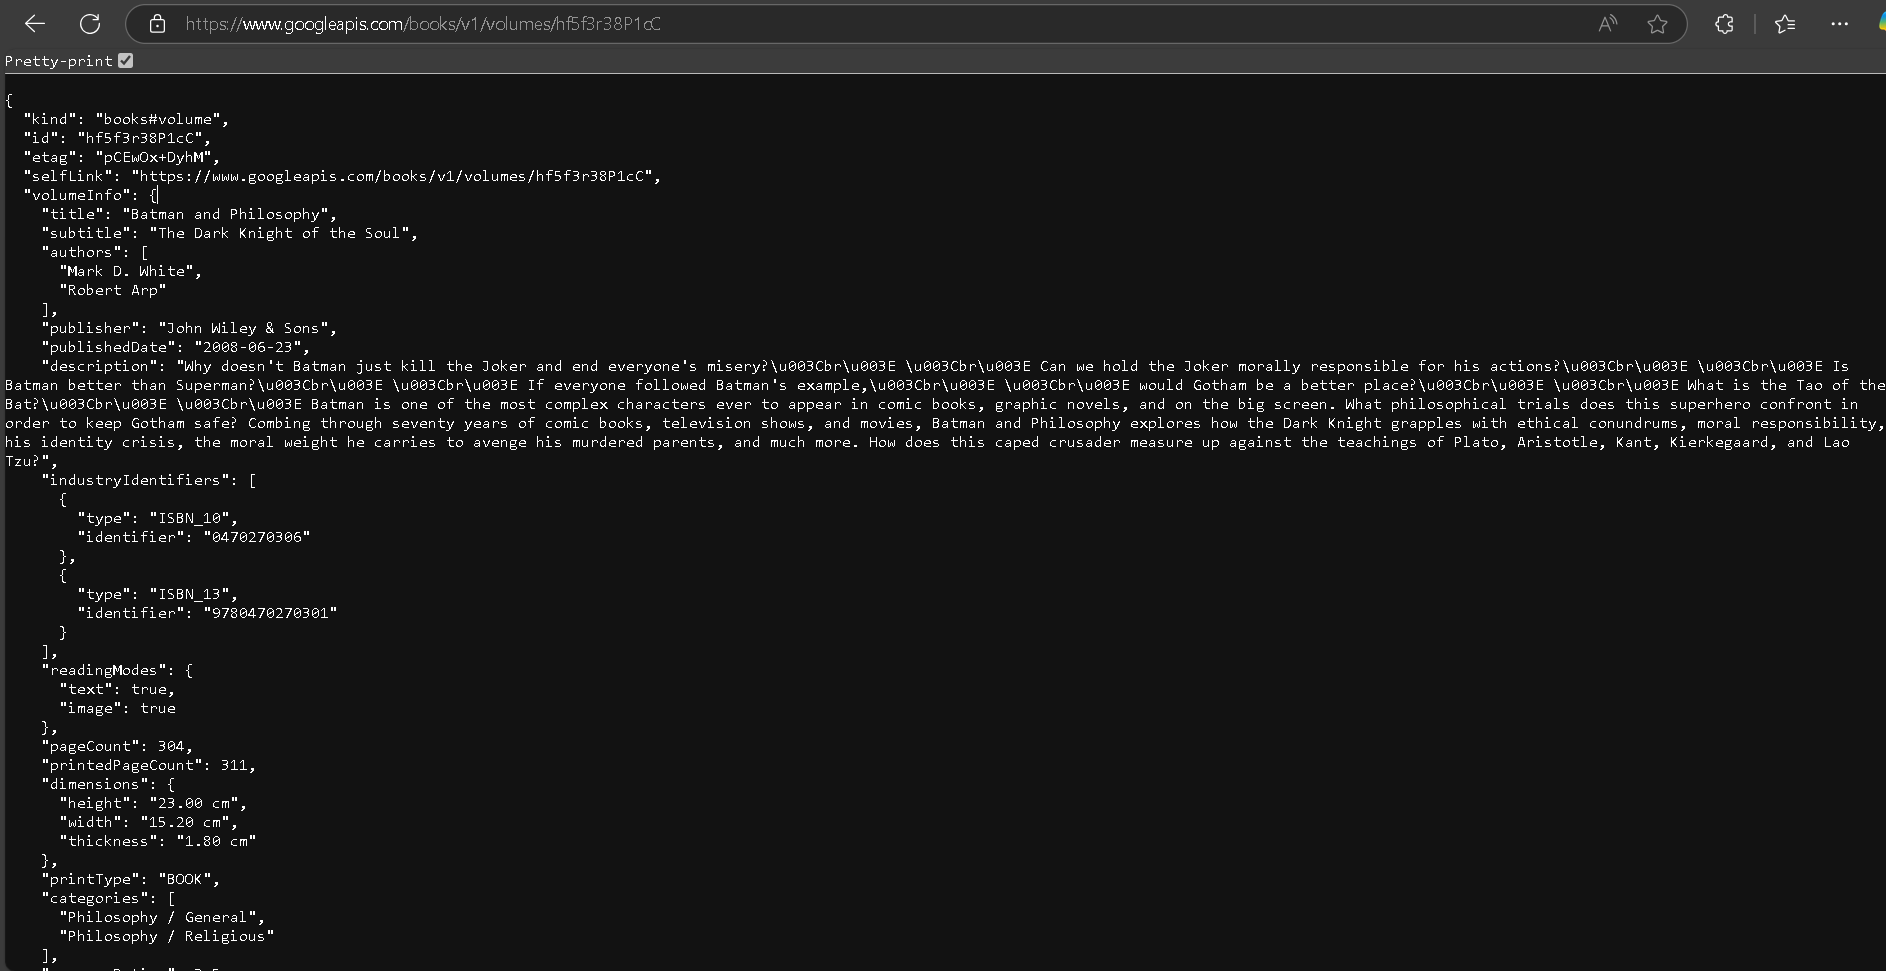 https://www.googleapis.com/books/v1/volumes/hf5f3r38P1cC
Pretty-print
{
"kind": "books#volume",
"id": "hf5f3r38P1cC",
"etag": "pCEwOx+DyhM",
"selfLink": "https://www.googleapis.com/books/v1/volumes/hf5f3r38P1cC",
"volumeInfo": {
"title": "Batman and Philosophy",
"subtitle": "The Dark Knight of the Soul",
"authors": [
"Mark D. White",
"Robert Arp"
],
"publisher": "John Wiley & Sons",
"publishedDate": "2008-06-23",
"description": "Why doesn't Batman just kill the Joker and end everyone's misery?\u003Cbr\u003E \u003Cbr\u003E Can we hold the Joker morally responsible for his actions?\u003Cbr\u003E \u003Cbr\u003E Is
Batman better than Superman?\u003Cbr\u003E \u003Cbr\u003E If everyone followed Batman's example,\u003Cbr\u003E \u003Cbr\u003E would Gotham be a better place?\u003Cbr\u003E \u003Cbr\u003E What is the Tao of the
Bat?\u003Cbr\u003E \u003Cbr\u003E Batman is one of the most complex characters ever to appear in comic books, graphic novels, and on the big screen. What philosophical trials does this superhero confront in
order to keep Gotham safe? Combing through seventy years of comic books, television shows, and movies, Batman and Philosophy explores how the Dark Knight grapples with ethical conundrums, moral responsibility,
his identity crisis, the moral weight he carries to avenge his murdered parents, and much more. How does this caped crusader measure up against the teachings of Plato, Aristotle, Kant, Kierkegaard, and Lao
Tzu?",
"industryIdentifiers": [
{
"type": "ISBN_10",
"identifier": "0470270306"
},
{
"type": "ISBN_13",
"identifier": "9780470270301"
}
],
"readingModes": {
"text": true,
"image": true
},
"pageCount": 304,
"printedPageCount": 311,
"dimensions": {
"height": "23.00 cm",
"width": "15.20 cm",
"thickness": "1.80 cm"
},
"printType": "BOOK",
"categories": [
"Philosophy / General",
"Philosophy / Religious"
],